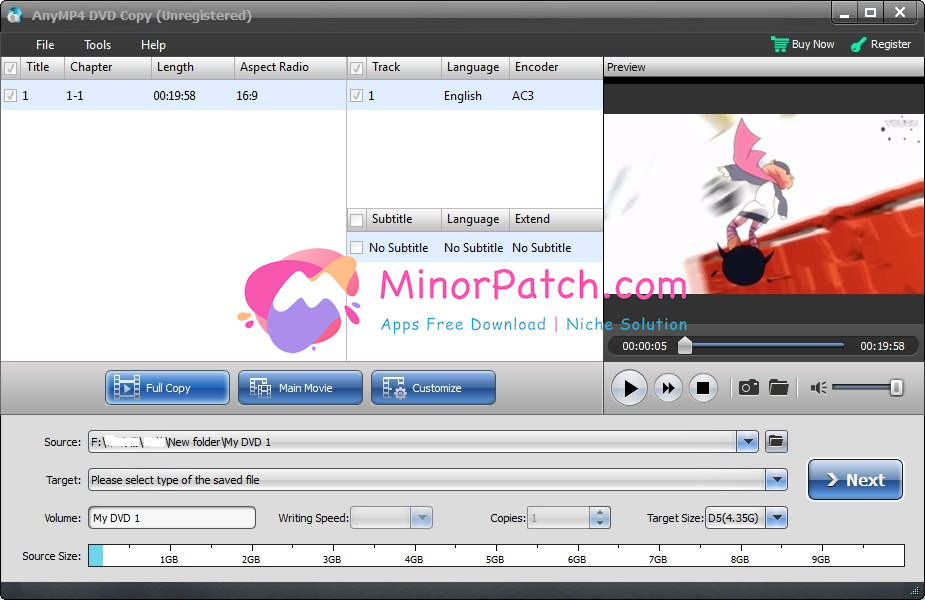 AnyMP4 DVD Copy (Unregistered)
File Tools Help
Buy Now Register
Title Chapter Length Aspect Radio
Track Language Encoder
Preview
1 1-1 00:19:58 16:9
1 English AC3
YOUKU
Subtitle Language Extend
No Subtitle No Subtitle No Subtitle
MinorPatch.com
Apps Free Download | Niche Solution
00:00:05 00:19:58
Full Copy Main Movie Customize
Source: F:\ \New folder\My DVD 1
Target: Please select type of the saved file
Next
Volume: My DVD 1 Writing Speed: Copies: 1 Target Size: D5(4.35G)
Source Size: 1GB 2GB 3GB 4GB 5GB 6GB 7GB 8GB 9GB